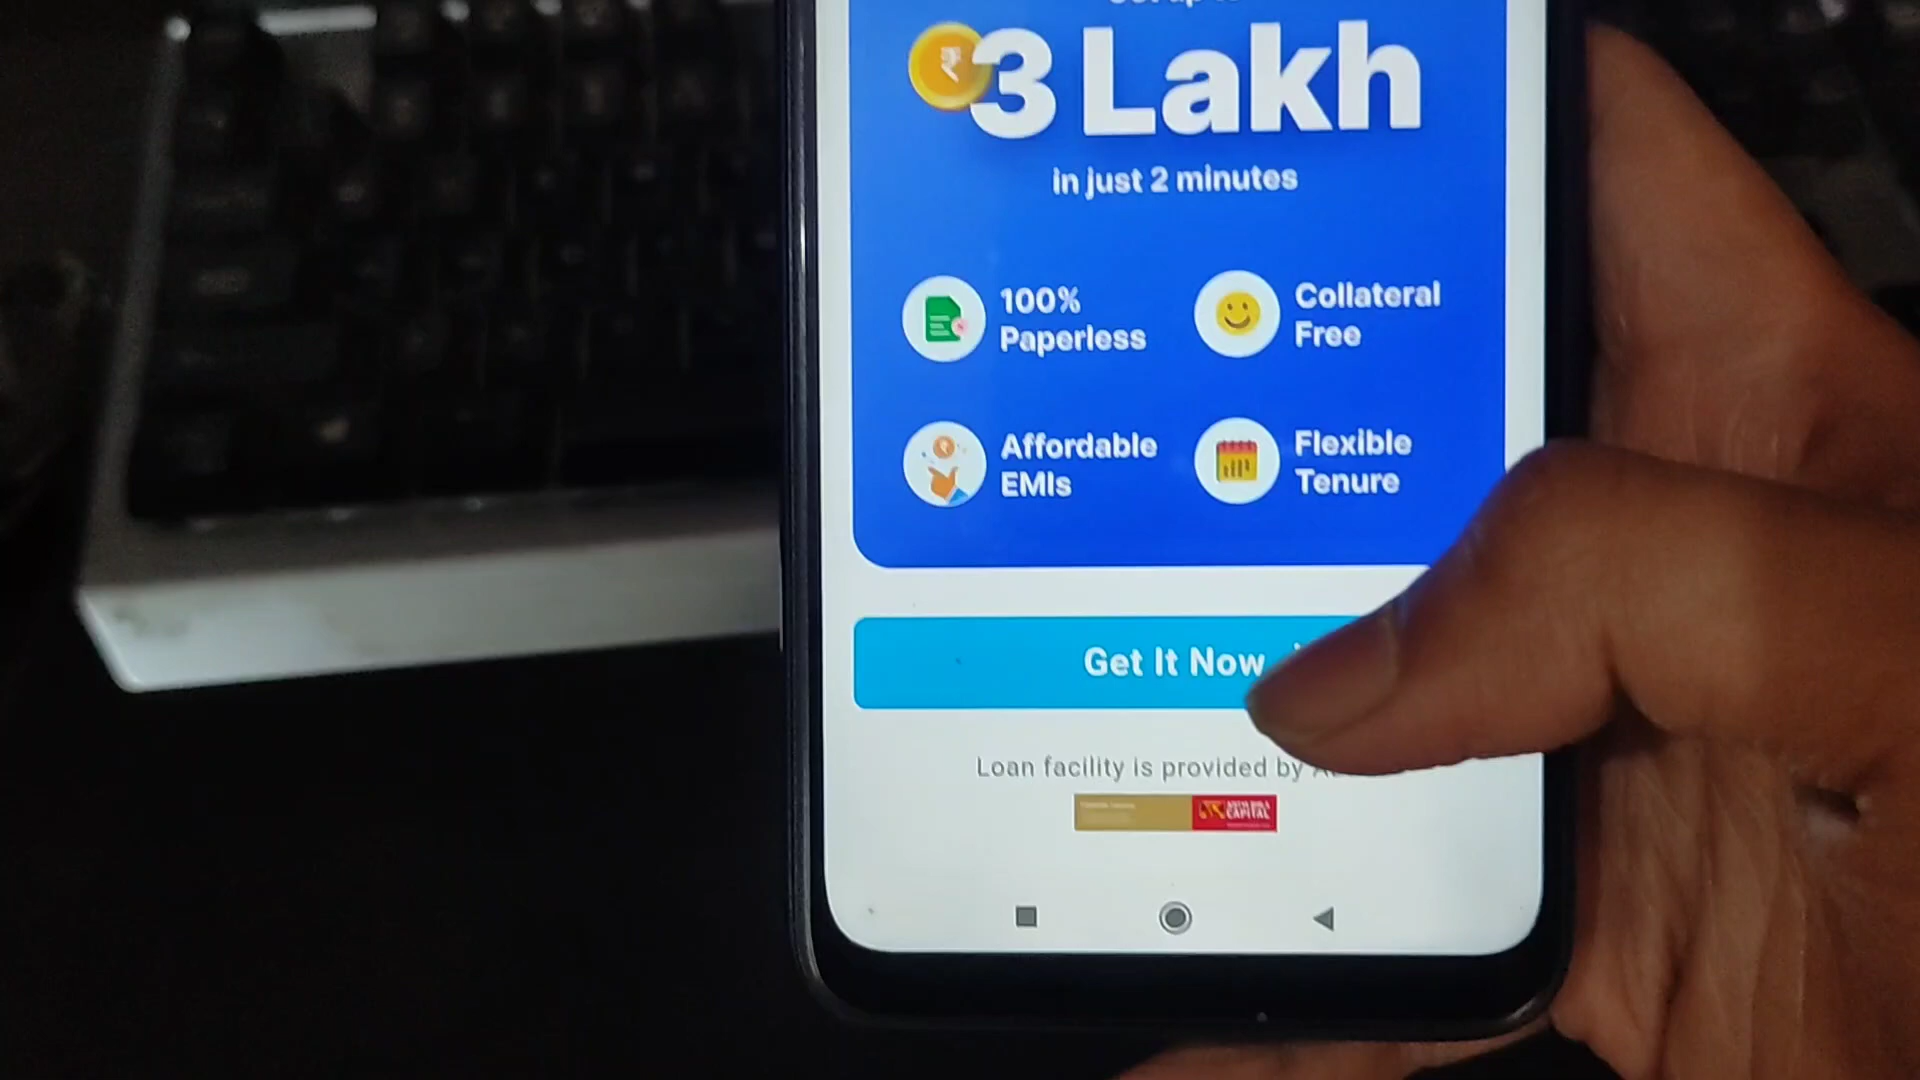 3 Lakh
in just 2 minutes
100%
Paperless
Collateral
Free
Affordable
EMIs
Flexible
Tenure
Get It Now
Loan facility is provided by
CAPITAL